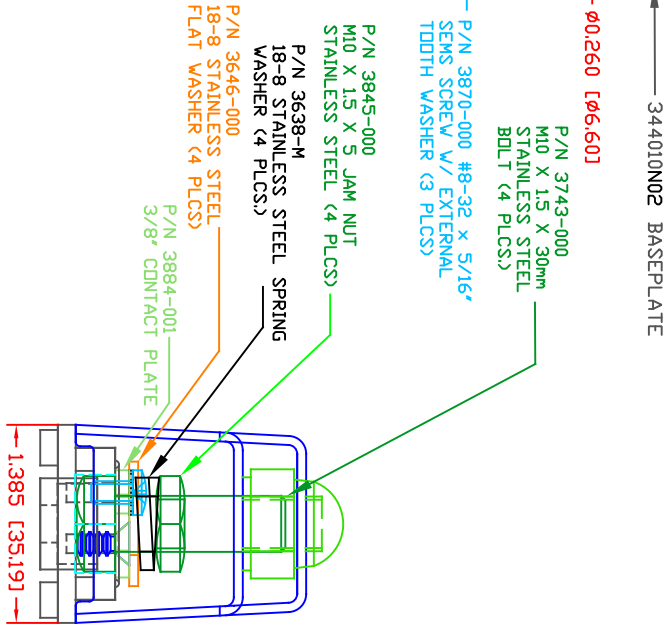 344010N02 BASEPLATE
ø0.260 [ø6.60]
P/N 3743-000
M10 X 1.5 X 30mm
STAINLESS STEEL
BOLT (4 PLCS.)
P/N 3870-000 #8-32 x 5/16"
SEMS SCREW W/ EXTERNAL
TOOTH WASHER (3 PLCS)
P/N 3845-000
M10 X 1.5 X 5 JAM NUT
STAINLESS STEEL (4 PLCS)
P/N 3638-M
18-8 STAINLESS STEEL SPRING
WASHER (4 PLCS.)
P/N 3646-000
18-8 STAINLESS STEEL
FLAT WASHER (4 PLCS)
P/N 3884-001
3/8" CONTACT PLATE
1.385 [35.19]